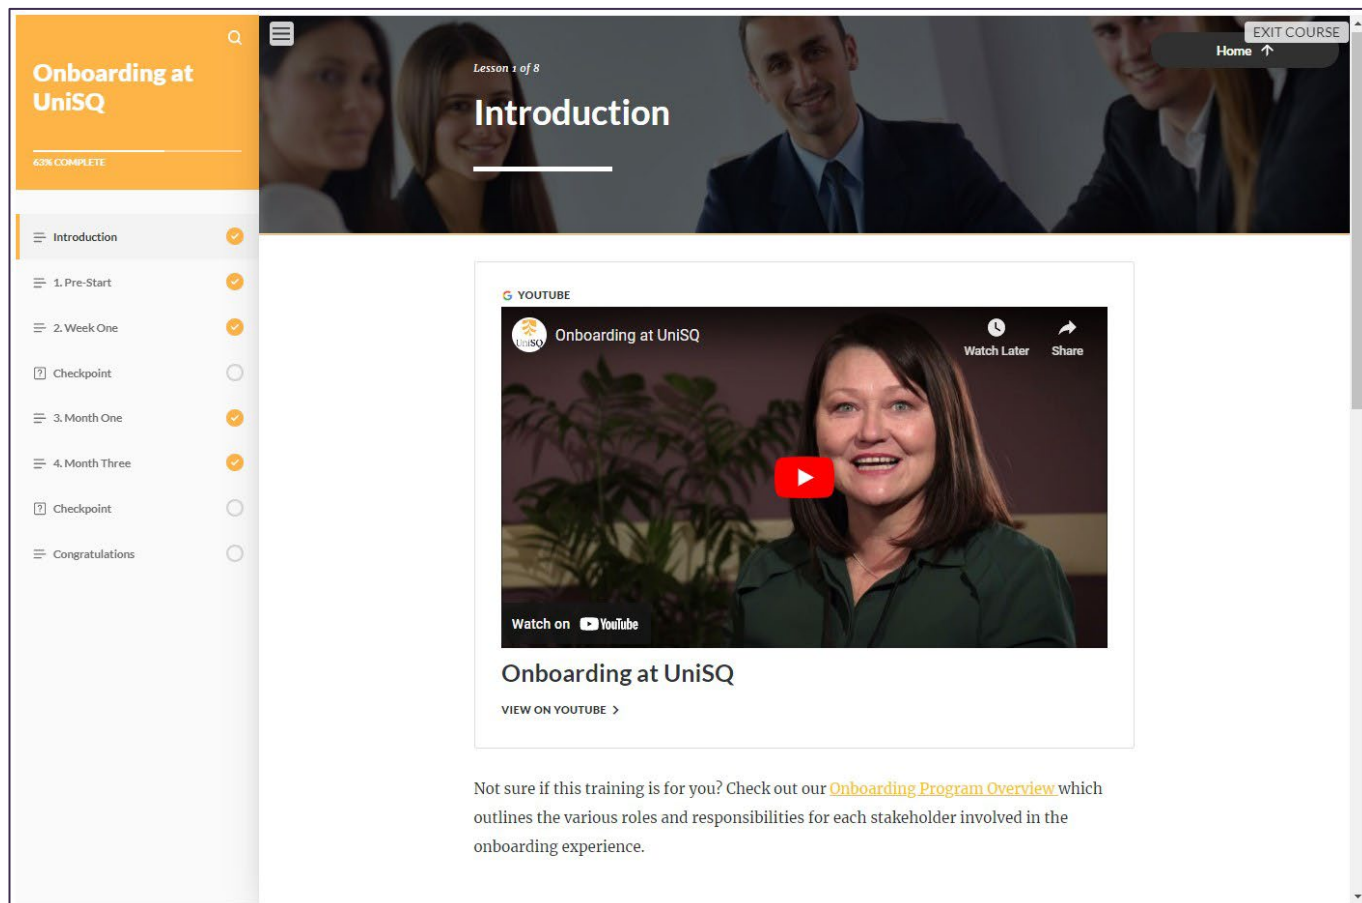 Onboarding at
UniSQ
63% COMPLETE
Introduction
1. Pre-Start
2. Week One
Checkpoint
3. Month One
4. Month Three
Checkpoint
Congratulations
EXIT COURSE
Home
Lesson 1 of 8
Introduction
YOUTUBE
UniSQ
Onboarding at UniSQ
Watch Later
Share
Watch on YouTube
Onboarding at UniSQ
VIEW ON YOUTUBE
Not sure if this training is for you? Check out our Onboarding Program Overview which
outlines the various roles and responsibilities for each stakeholder involved in the
onboarding experience.